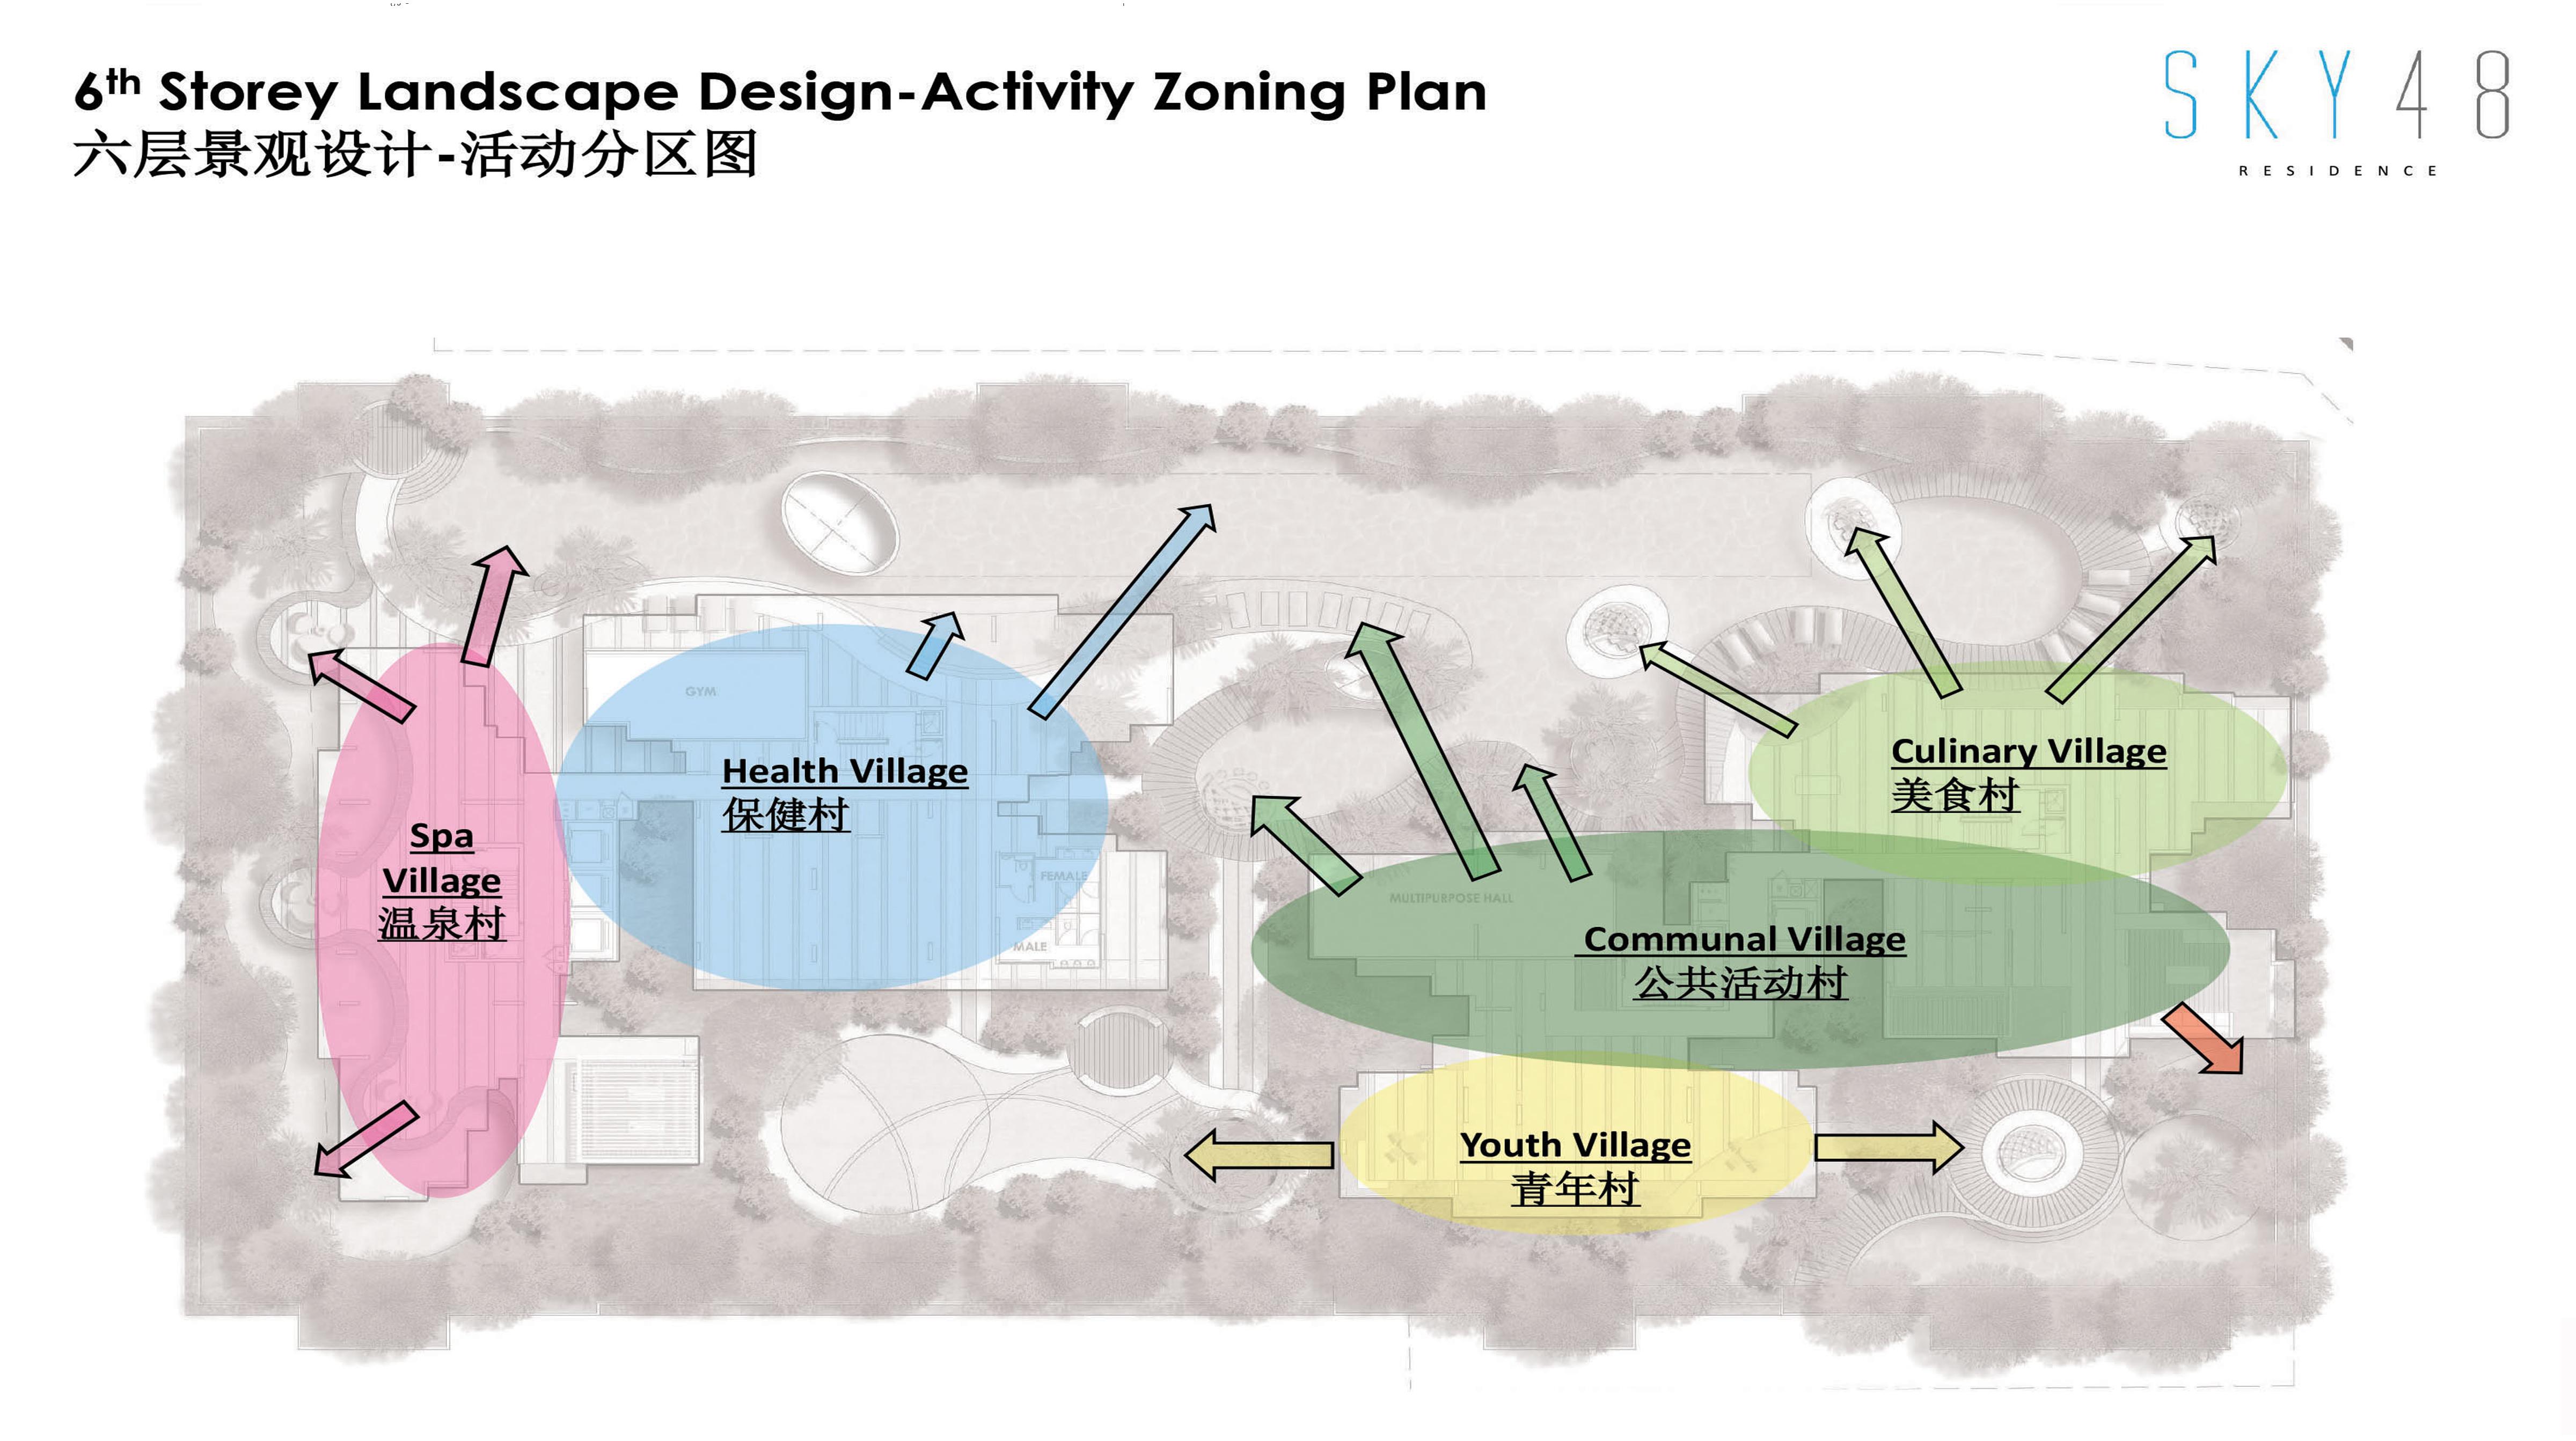 6th Storey Landscape Design-Activity Zoning Plan
六层景观设计-活动分区图
SKY48
RESIDENCE
GYM
Health Village
保健村
Spa
Village
温泉村
FEMALE
MALE
Culinary Village
美食村
MULTIPURPOSE HALL
Communal Village
公共活动村
Youth Village
青年村